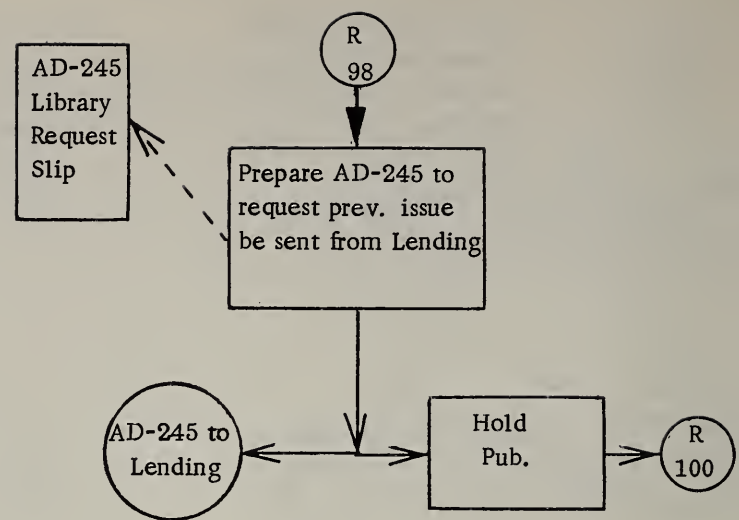 R
98
AD-245
Library
Request
Slip
Prepare AD-245 to
request prev. issue
be sent from Lending
AD-245 to
Lending
Hold
Pub.
R
100